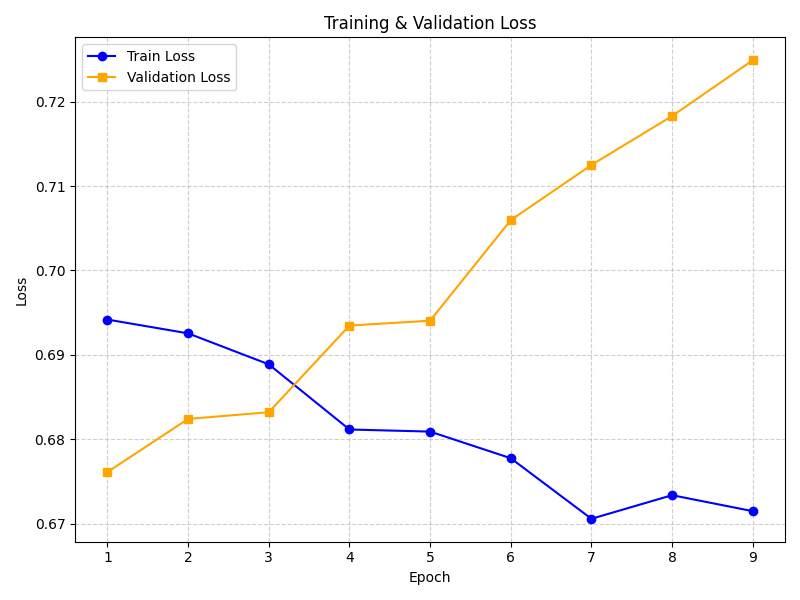 Training & Validation Loss
Train Loss
Validation Loss
0.72
0.71
0.70
0.69
0.68
0.67
Loss
1 2 3 4 5 6 7 8 9
Epoch